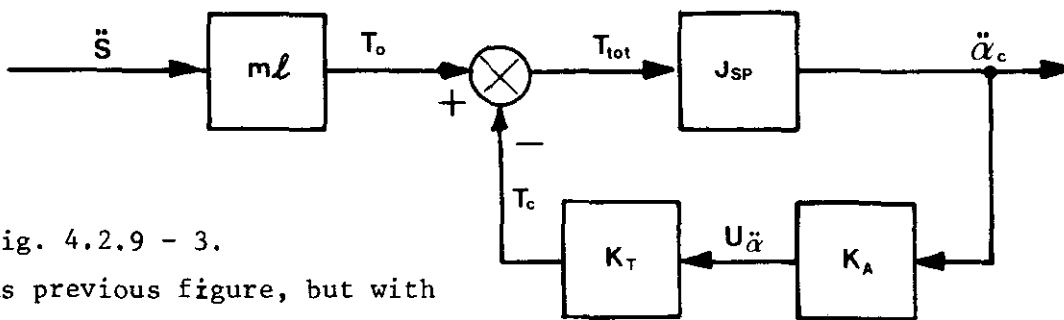 S̈
mℓ
T₀
+
−
T_tot
J_SP
α̈_c
T_c
K_T
U_α̈
K_A
ig. 4.2.9 - 3.
s previous figure, but with